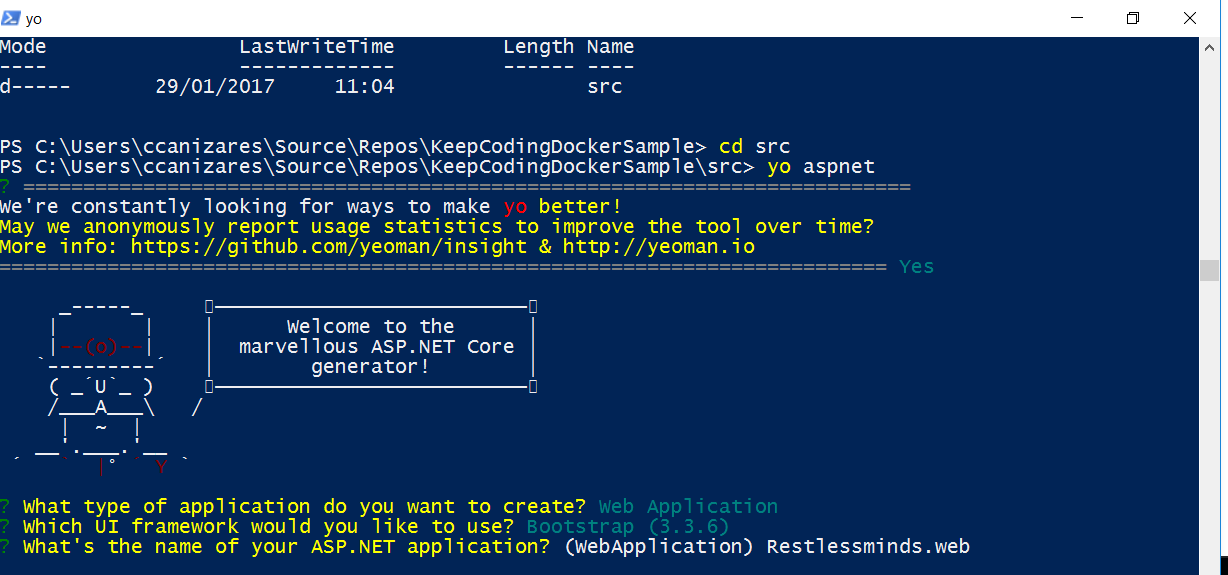 yo
Mode                LastWriteTime         Length Name
----                -------------         ------ ----
d-----       29/01/2017     11:04                src
PS C:\Users\ccanizares\Source\Repos\KeepCodingDockerSample> cd src
PS C:\Users\ccanizares\Source\Repos\KeepCodingDockerSample\src> yo aspnet
? ==========================================================================
We're constantly looking for ways to make yo better!
May we anonymously report usage statistics to improve the tool over time?
More info: https://github.com/yeoman/insight & http://yeoman.io
========================================================================== Yes
Welcome to the
marvellous ASP.NET Core
generator!
? What type of application do you want to create? Web Application
? Which UI framework would you like to use? Bootstrap (3.3.6)
? What's the name of your ASP.NET application? (WebApplication) Restlessminds.web